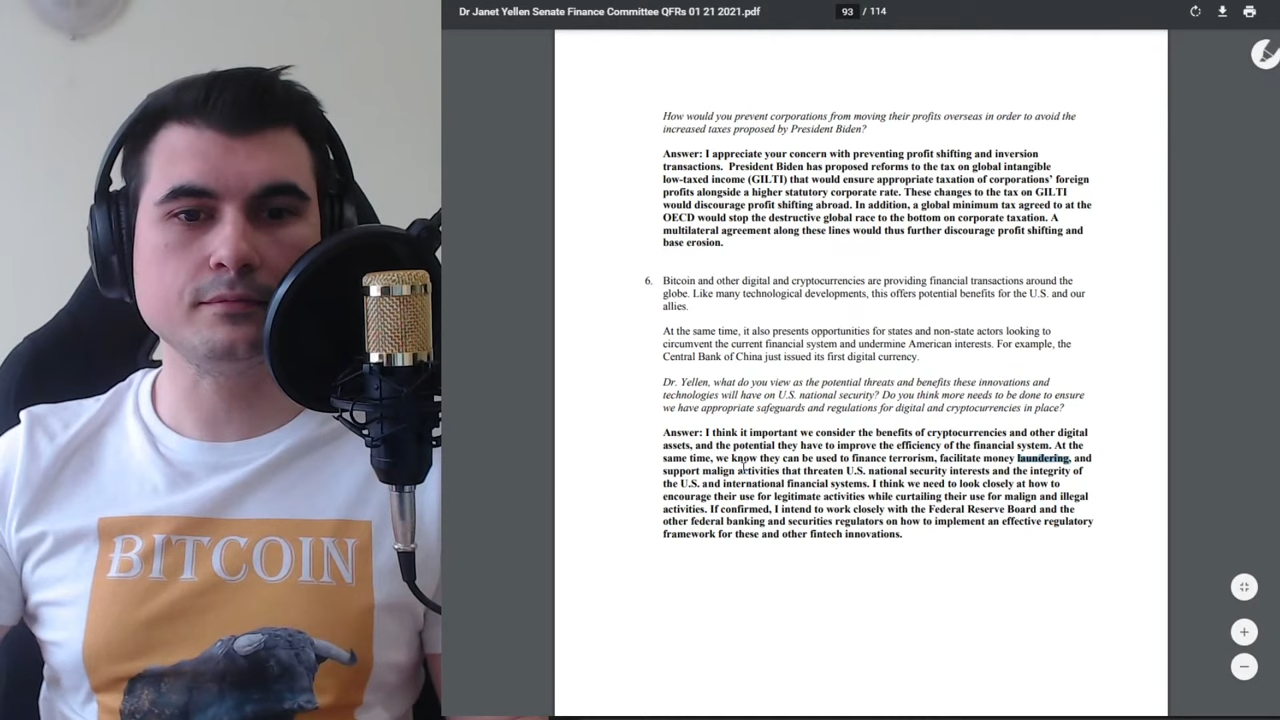 Dr Janet Yellen Senate Finance Committee QFRs 01 21 2021.pdf
93 / 114
How would you prevent corporations from moving their profits overseas in order to avoid the
increased taxes proposed by President Biden?
Answer: I appreciate your concern with preventing profit shifting and inversion
transactions. President Biden has proposed reforms to the tax on global intangible
low-taxed income (GILTI) that would ensure appropriate taxation of corporations’ foreign
profits alongside a higher statutory corporate rate. These changes to the tax on GILTI
would discourage profit shifting abroad. In addition, a global minimum tax agreed to at the
OECD would stop the destructive global race to the bottom on corporate taxation. A
multilateral agreement along these lines would thus further discourage profit shifting and
base erosion.
6. Bitcoin and other digital and cryptocurrencies are providing financial transactions around the
globe. Like many technological developments, this offers potential benefits for the U.S. and our
allies.
At the same time, it also presents opportunities for states and non-state actors looking to
circumvent the current financial system and undermine American interests. For example, the
Central Bank of China just issued its first digital currency.
Dr. Yellen, what do you view as the potential threats and benefits these innovations and
technologies will have on U.S. national security? Do you think more needs to be done to ensure
we have appropriate safeguards and regulations for digital and cryptocurrencies in place?
Answer: I think it important we consider the benefits of cryptocurrencies and other digital
assets, and the potential they have to improve the efficiency of the financial system. At the
same time, we know they can be used to finance terrorism, facilitate money laundering, and
support malign activities that threaten U.S. national security interests and the integrity of
the U.S. and international financial systems. I think we need to look closely at how to
encourage their use for legitimate activities while curtailing their use for malign and illegal
activities. If confirmed, I intend to work closely with the Federal Reserve Board and the
other federal banking and securities regulators on how to implement an effective regulatory
framework for these and other fintech innovations.
BITCOIN